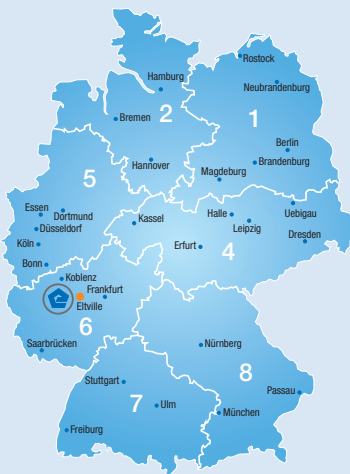 Rostock
Hamburg
Neubrandenburg
Bremen
2
1
Berlin
Hannover
Brandenburg
Magdeburg
5
Essen
Dortmund
Kassel
Halle
Uebigau
Düsseldorf
Leipzig
Köln
Erfurt
4
Dresden
Bonn
Koblenz
Frankfurt
Eltville
6
Saarbrücken
Nürnberg
Stuttgart
8
Passau
7
Ulm
München
Freiburg